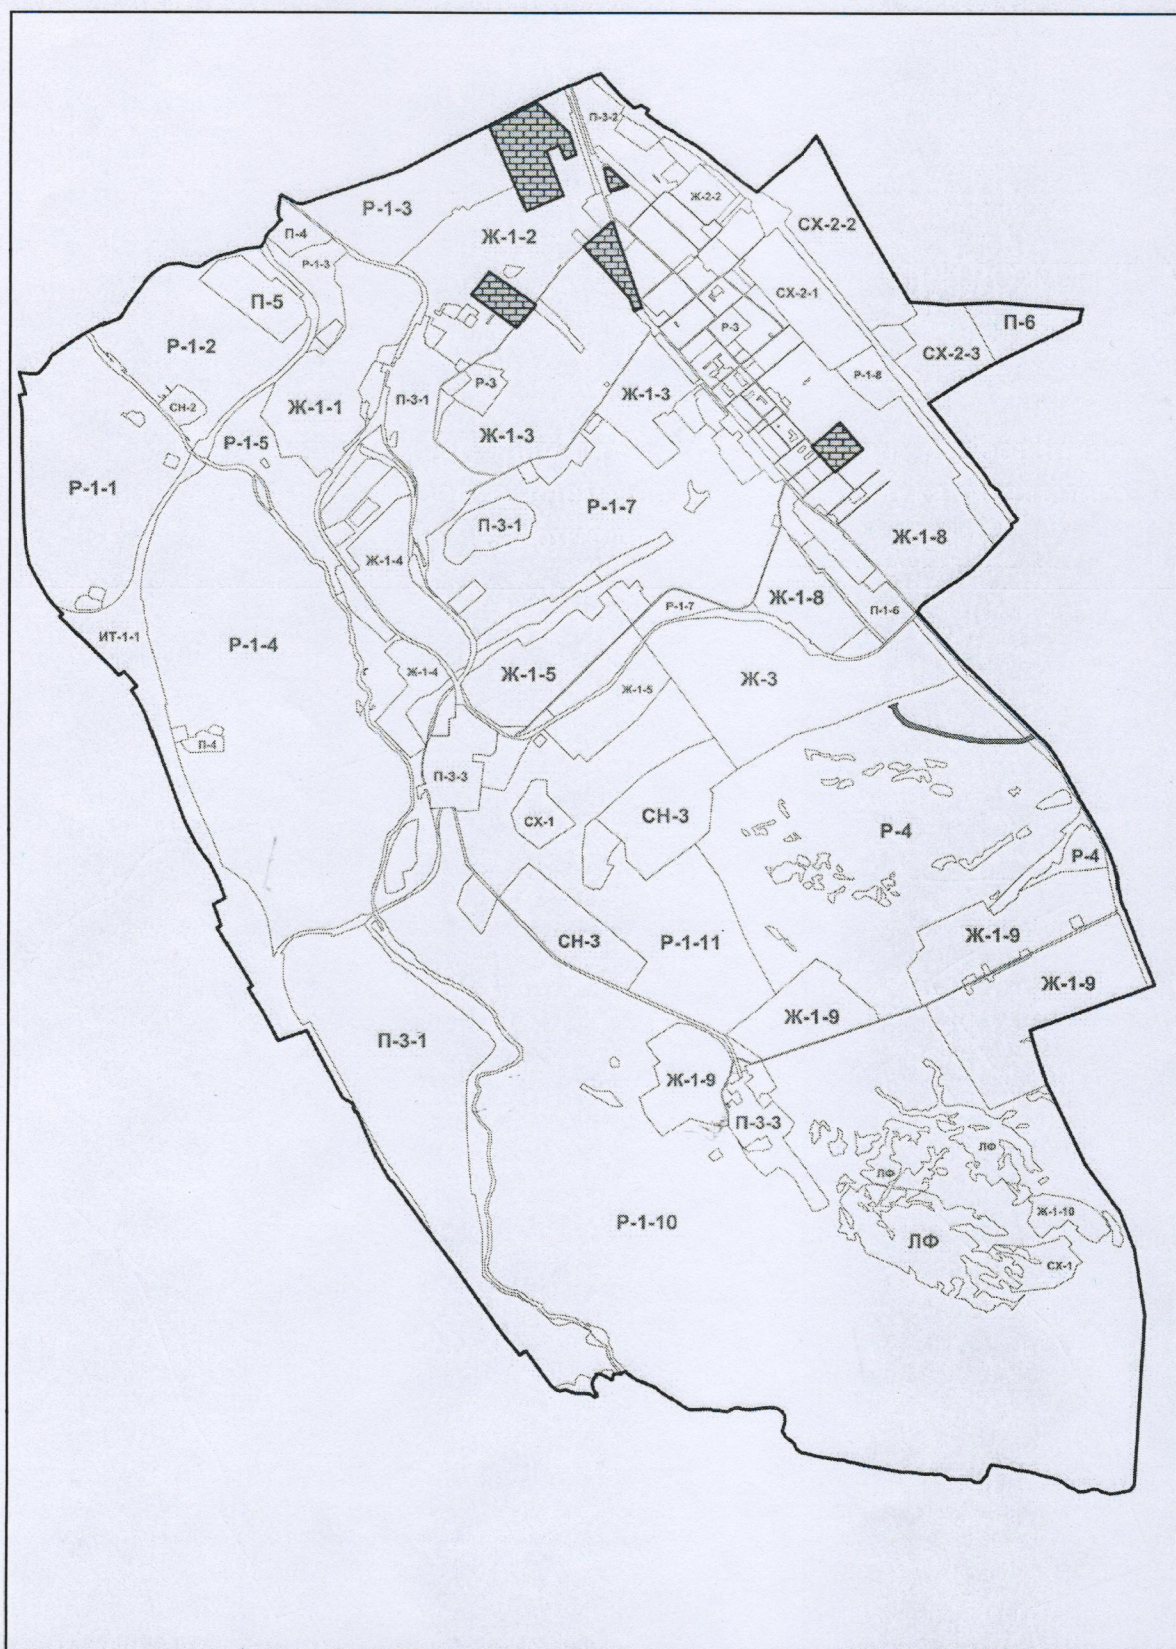 П-3-2
Ж-2-2
Р-1-3
СХ-2-2
П-4
Ж-1-2
Р-1-3
СХ-2-1
П-5
П-6
Р-3
Р-1-2
СХ-2-3
Р-1-8
Р-3
Ж-1-3
П-3-1
СН-2
Ж-1-1
Ж-1-3
Р-1-5
Р-1-1
Р-1-7
П-3-1
Ж-1-8
Ж-1-4
Ж-1-8
Р-1-7
П-1-6
ИТ-1-1
Р-1-4
Ж-1-4
Ж-1-5
Ж-3
Ж-1-5
П-4
П-3-3
СХ-1
СН-3
Р-4
Р-4
СН-3
Р-1-11
Ж-1-9
Ж-1-9
Ж-1-9
П-3-1
Ж-1-9
П-3-3
ЛФ
ЛФ
Ж-1-10
Р-1-10
ЛФ
СХ-1